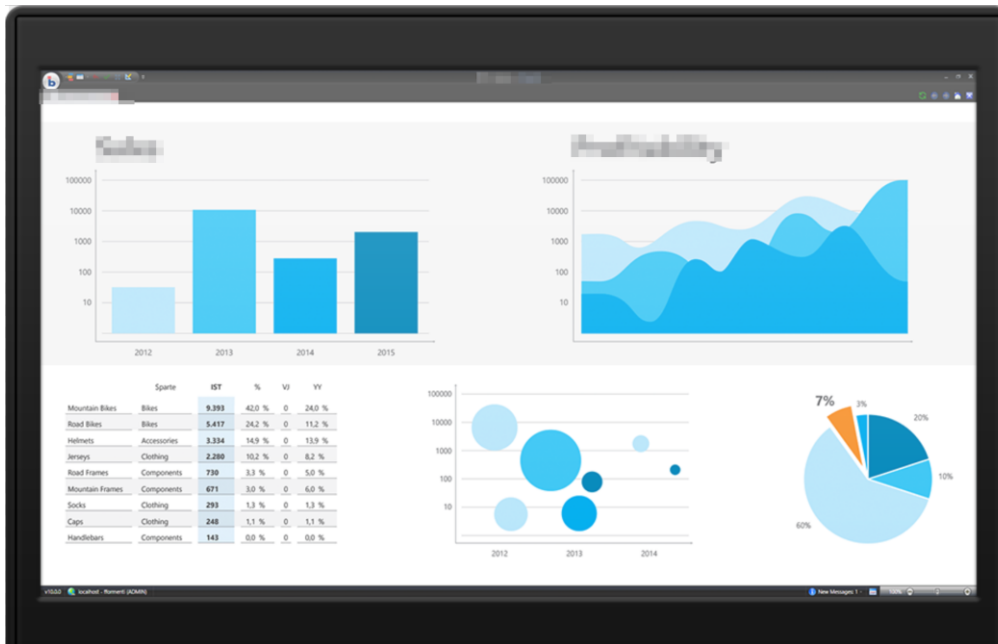 100000
10000
1000
100
10
2012 2013 2014 2015
100000
10000
1000
100
10
Sparte IST % VJ YY
Mountain Bikes Bikes 9.393 42,0 % 0 24,0 %
Road Bikes Bikes 5.417 24,2 % 0 11,2 %
Helmets Accessories 3.334 14,9 % 0 13,9 %
Jerseys Clothing 2.280 10,2 % 0 8,2 %
Road Frames Components 730 3,3 % 0 5,0 %
Mountain Frames Components 671 3,0 % 0 6,0 %
Socks Clothing 293 1,3 % 0 1,3 %
Caps Clothing 248 1,1 % 0 1,1 %
Handlebars Components 143 0,0 % 0 0,0 %
100000
10000
1000
100
10
2012 2013 2014
7%
3%
20%
10%
60%
localhost - (ADMIN)
New Messages: 1
100%